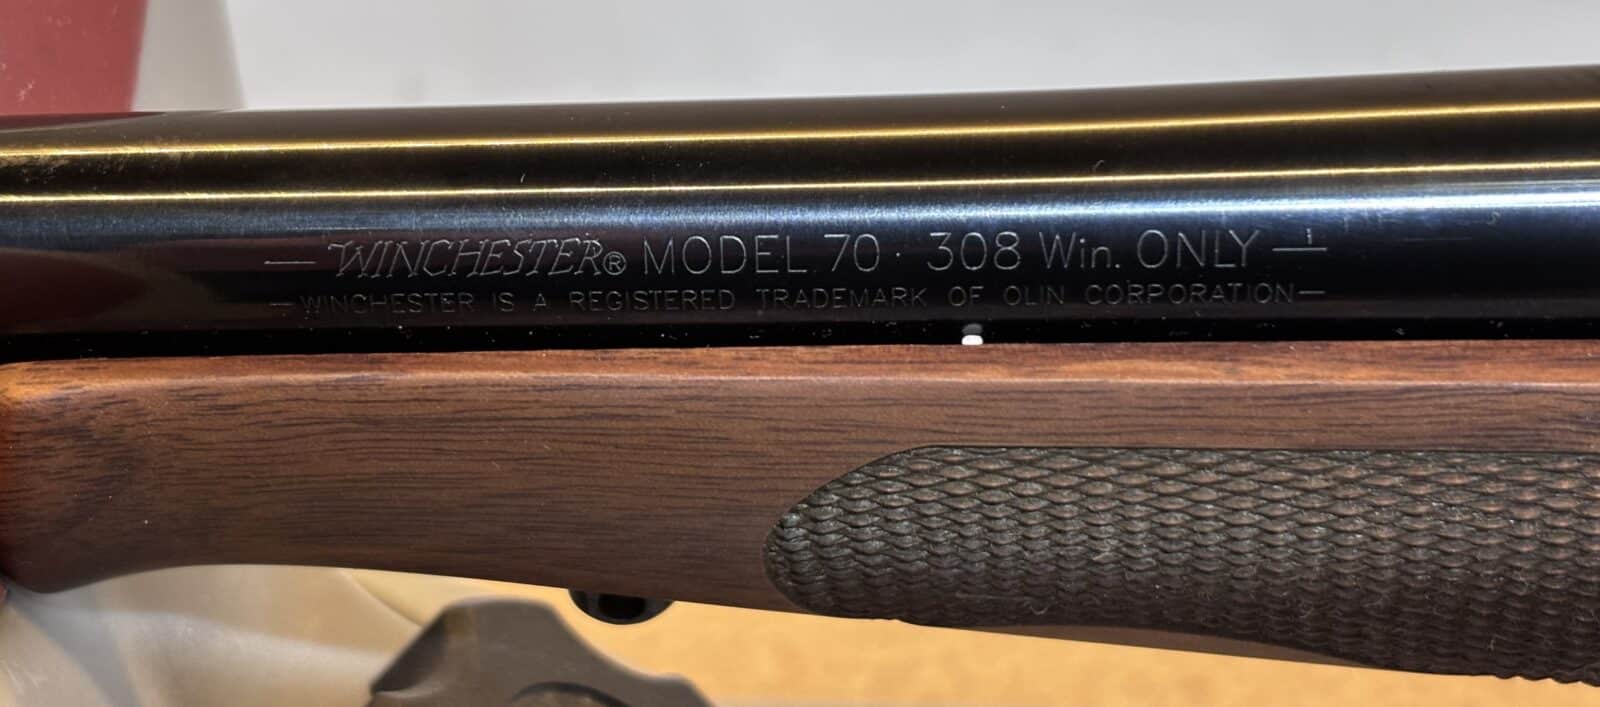 — WINCHESTER® MODEL 70 · 308 Win. ONLY —
— WINCHESTER IS A REGISTERED TRADEMARK OF OLIN CORPORATION —